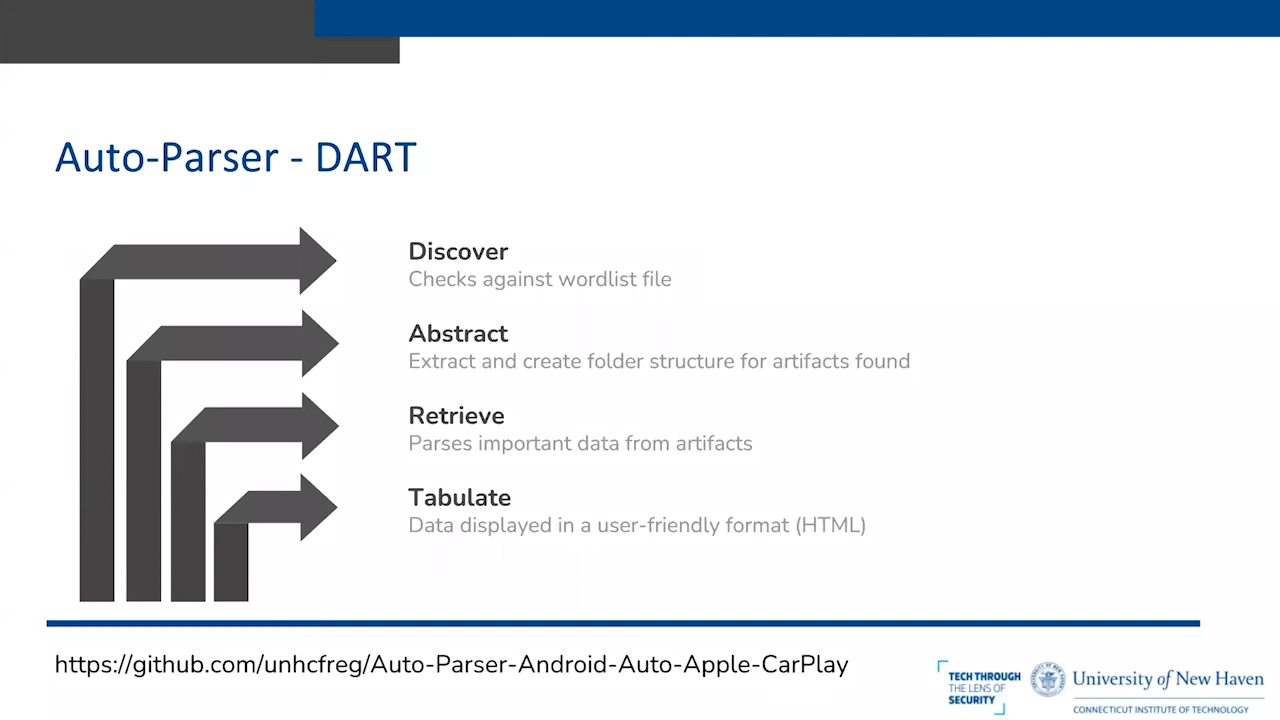 Auto-Parser - DART
Discover
Checks against wordlist file
Abstract
Extract and create folder structure for artifacts found
Retrieve
Parses important data from artifacts
Tabulate
Data displayed in a user-friendly format (HTML)
https://github.com/unhcfreg/Auto-Parser-Android-Auto-Apple-CarPlay
TECH THROUGH
THE LENS OF
SECURITY
University of New Haven
CONNECTICUT INSTITUTE OF TECHNOLOGY